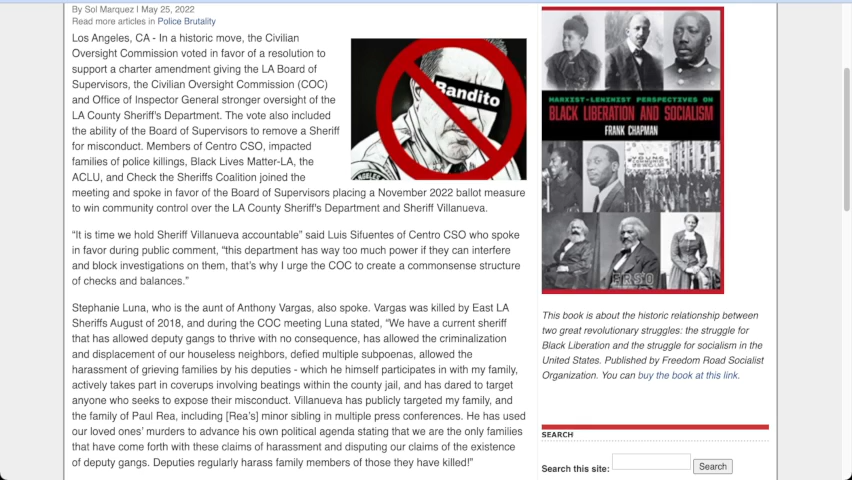 By Sol Marquez I May 25, 2022
Read more articles in Police Brutality
Los Angeles, CA - In a historic move, the Civilian
Oversight Commission voted in favor of a resolution to
support a charter amendment giving the LA Board of
Supervisors, the Civilian Oversight Commission (COC)
and Office of Inspector General stronger oversight of the
LA County Sheriff's Department. The vote also included
the ability of the Board of Supervisors to remove a Sheriff
for misconduct. Members of Centro CSO, impacted
families of police killings, Black Lives Matter-LA, the
ACLU, and Check the Sheriffs Coalition joined the
meeting and spoke in favor of the Board of Supervisors placing a November 2022 ballot measure
to win community control over the LA County Sheriff's Department and Sheriff Villanueva.
"It is time we hold Sheriff Villanueva accountable" said Luis Sifuentes of Centro CSO who spoke
in favor during public comment, "this department has way too much power if they can interfere
and block investigations on them, that's why I urge the COC to create a commonsense structure
of checks and balances."
Stephanie Luna, who is the aunt of Anthony Vargas, also spoke. Vargas was killed by East LA
Sheriffs August of 2018, and during the COC meeting Luna stated, "We have a current sheriff
that has allowed deputy gangs to thrive with no consequence, has allowed the criminalization
and displacement of our houseless neighbors, defied multiple subpoenas, allowed the
harassment of grieving families by his deputies - which he himself participates in with my family,
actively takes part in coverups involving beatings within the county jail, and has dared to target
anyone who seeks to expose their misconduct. Villanueva has publicly targeted my family, and
the family of Paul Rea, including [Rea's] minor sibling in multiple press conferences. He has used
our loved ones' murders to advance his own political agenda stating that we are the only families
that have come forth with these claims of harassment and disputing our claims of the existence
of deputy gangs. Deputies regularly harass family members of those they have killed!"
Bandito
MARXIST-LENINIST PERSPECTIVES ON
BLACK LIBERATION AND SOCIALISM
FRANK CHAPMAN
This book is about the historic relationship between
two great revolutionary struggles: the struggle for
Black Liberation and the struggle for socialism in the
United States. Published by Freedom Road Socialist
Organization. You can buy the book at this link.
SEARCH
Search this site:
Search